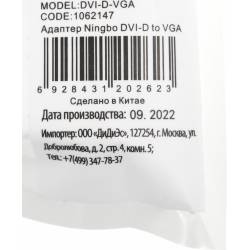 MODEL:DVI-D-VGA
CODE:1062147
Адаптер Ningbo DVI-D to VGA
6 928431 202623
Сделано в Китае
Дата производства: 09. 2022
Импортер: ООО «ДиДиЭс», 127254, г. Москва, ул.
Добролюбова, д. 2, стр. 4, комн. 5;
Тел.: +7(499) 347-78-37